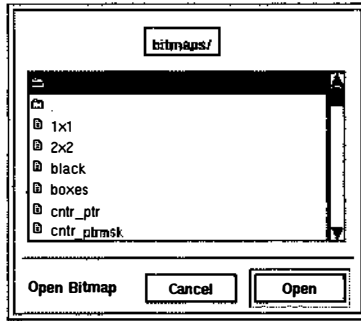 bitmaps/
.
1x1
2x2
black
boxes
cntr_ptr
cntr_ptrmsk
Open Bitmap Cancel Open